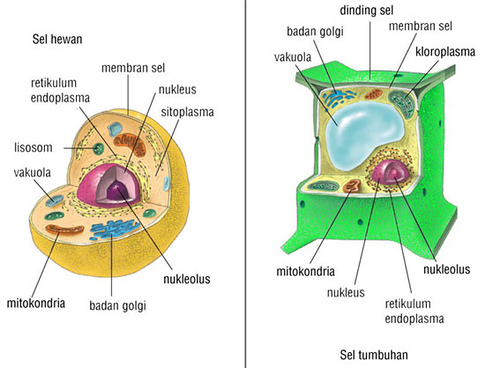 Sel hewan
membran sel
retikulum
endoplasma
nukleus
sitoplasma
lisosom
vakuola
mitokondria
badan golgi
nukleolus
dinding sel
badan golgi
membran sel
vakuola
kloroplasma
mitokondria
nukleus
nukleolus
retikulum
endoplasma
Sel tumbuhan